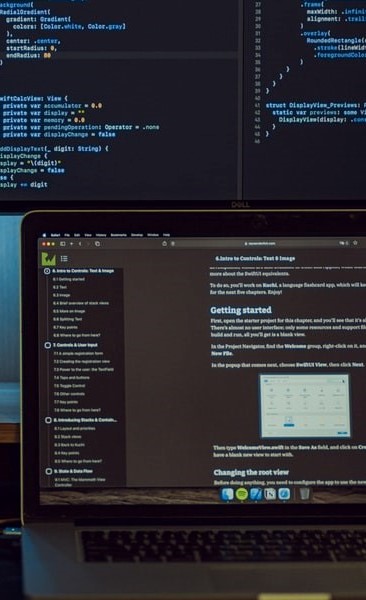 ackground(
RadialGradient(
gradient: Gradient(
colors: [Color.white, Color.gray]
),
center: .center,
startRadius: 0,
endRadius: 80
)
wiftCalcView: View {
private var accumulator = 0.0
private var display = ""
private var memory = 0.0
private var pendingOperation: Operator = .none
private var displayChange = false
ddDisplayText(_ digit: String) {
isplayChange {
splay = "\(digit)"
splayChange = false
se {
splay += digit
37
38
39
40
41
42
43
44
45
46
.frame(
maxWidth: .infini
alignment: .traili
)
.overlay(
RoundedRectangle(c
.stroke(lineWidt
.foregroundColo
)
}
}
}
struct DisplayView_Previews: P
static var previews: some Vi
DisplayView(display: .cons
}
DELL
Safari File Edit View Bookmarks Develop Window Help
6. Intro to Controls: Text & Image
6.1 Getting started
6.2 Text
6.3 Image
6.4 Brief overview of stack views
6.5 More on Image
6.6 Splitting Text
6.7 Key points
6.8 Where to go from here?
7. Controls & User Input
7.1 A simple registration form
7.2 Creating the registration view
7.3 Power to the user: the TextField
7.4 Taps and buttons
7.5 Toggle Control
7.6 Other controls
7.7 Key points
7.8 Where to go from here?
8. Introducing Stacks & Contain...
8.1 Layout and priorities
8.2 Stack views
8.3 Back to Kuchi
8.4 Key points
8.5 Where to go from here?
9. State & Data Flow
9.1 MVC: The Mammoth View
Controller
6.Intro to Controls: Text & Image
more about the SwiftUI equivalents.
To do so, you'll work on Kuchi, a language flashcard app, which will kee
for the next five chapters. Enjoy!
Getting started
First, open the starter project for this chapter, and you'll see that it's al
There's almost no user interface; only some resources and support file
build and run, all you'll get is a blank view.
In the Project Navigator, find the Welcome group, right-click on it, an
New File.
In the popup that comes next, choose SwiftUI View, then click Next.
Then type WelcomeView.swift in the Save As field, and click on Cre
have a blank new view to start with.
Changing the root view
Before doing anything, you need to configure the app to use the new